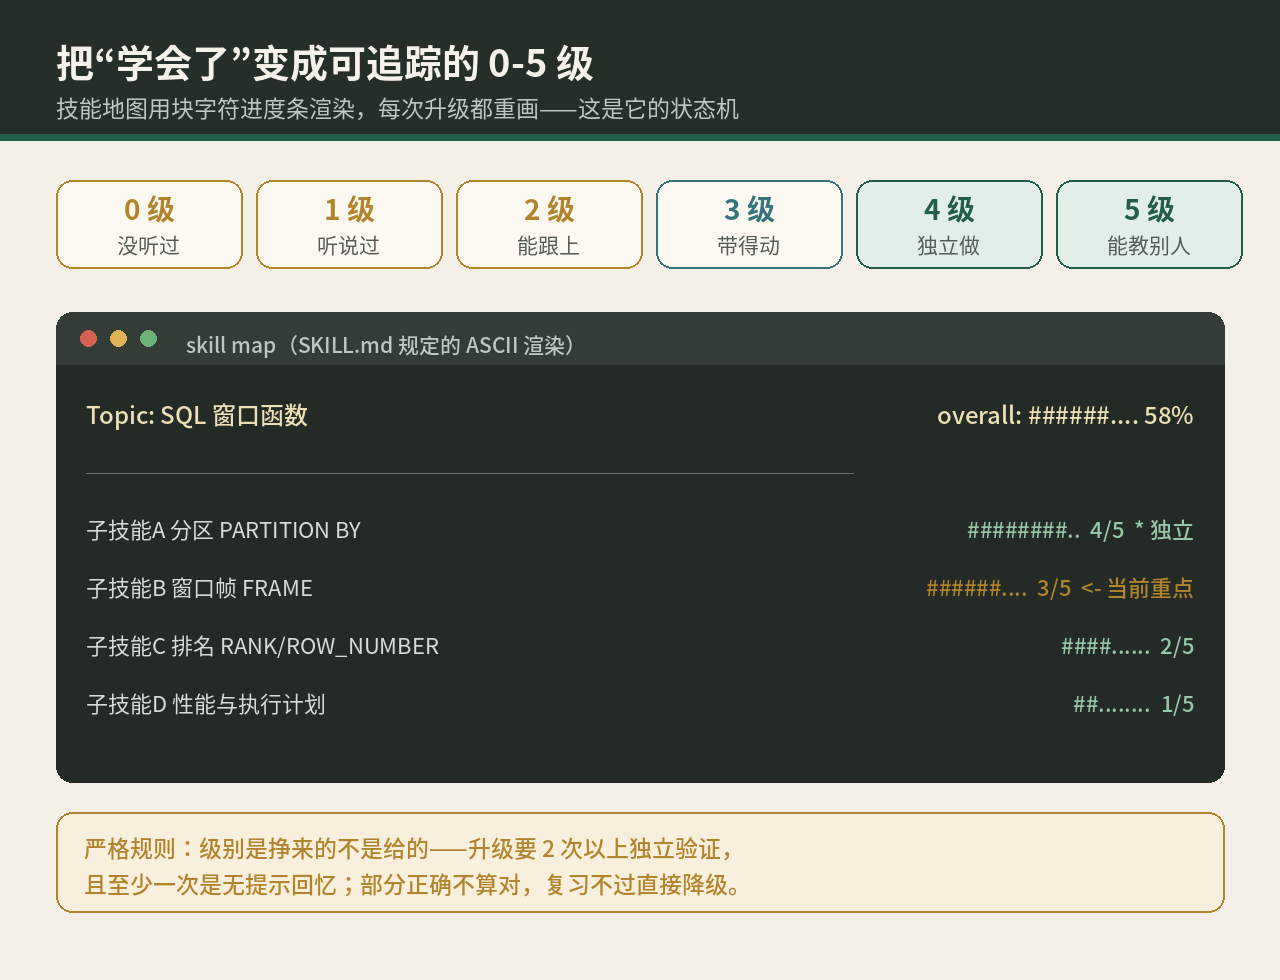 把“学会了”变成可追踪的 0-5 级
技能地图用块字符进度条渲染，每次升级都重画——这是它的状态机
0 级
没听过
1 级
听说过
2 级
能跟上
3 级
带得动
4 级
独立做
5 级
能教别人
skill map（SKILL.md 规定的 ASCII 渲染）
Topic: SQL 窗口函数
overall: ######.... 58%
子技能A 分区 PARTITION BY
########.. 4/5 * 独立
子技能B 窗口帧 FRAME
######.... 3/5 <- 当前重点
子技能C 排名 RANK/ROW_NUMBER
####...... 2/5
子技能D 性能与执行计划
##........ 1/5
严格规则：级别是挣来的不是给的——升级要 2 次以上独立验证，
且至少一次是无提示回忆；部分正确不算对，复习不过直接降级。